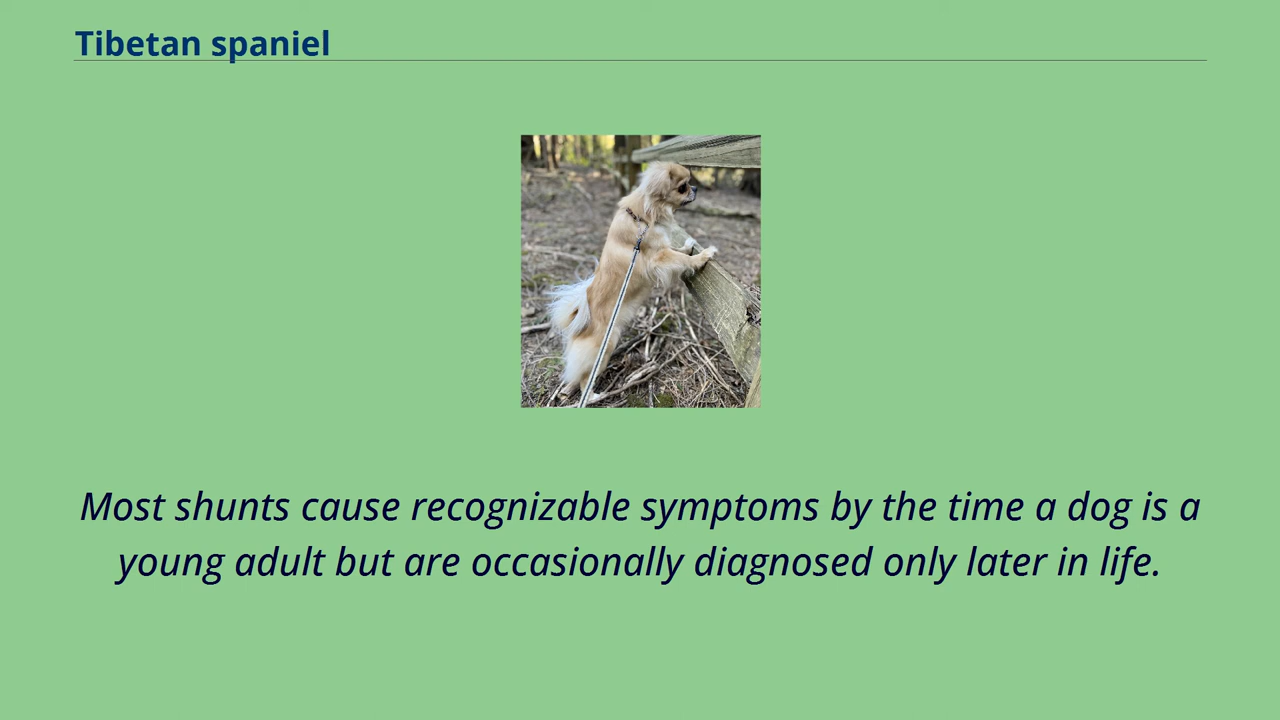 Tibetan spaniel
Most shunts cause recognizable symptoms by the time a dog is a
young adult but are occasionally diagnosed only later in life.